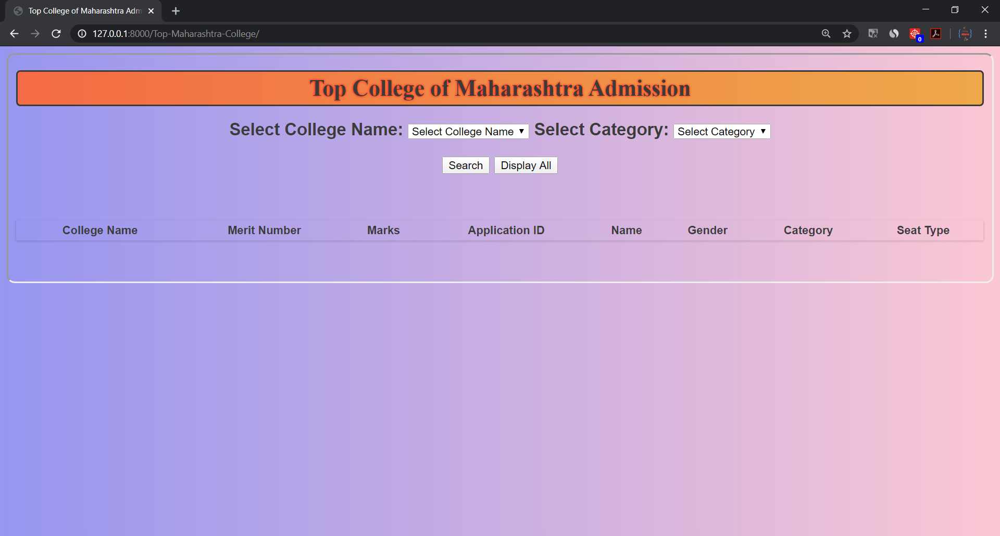 Top College of Maharashtra Adm
127.0.0.1:8000/Top-Maharashtra-College/
0
Top College of Maharashtra Admission
Select College Name: Select College Name Select Category: Select Category
Search Display All
College Name Merit Number Marks Application ID Name Gender Category Seat Type